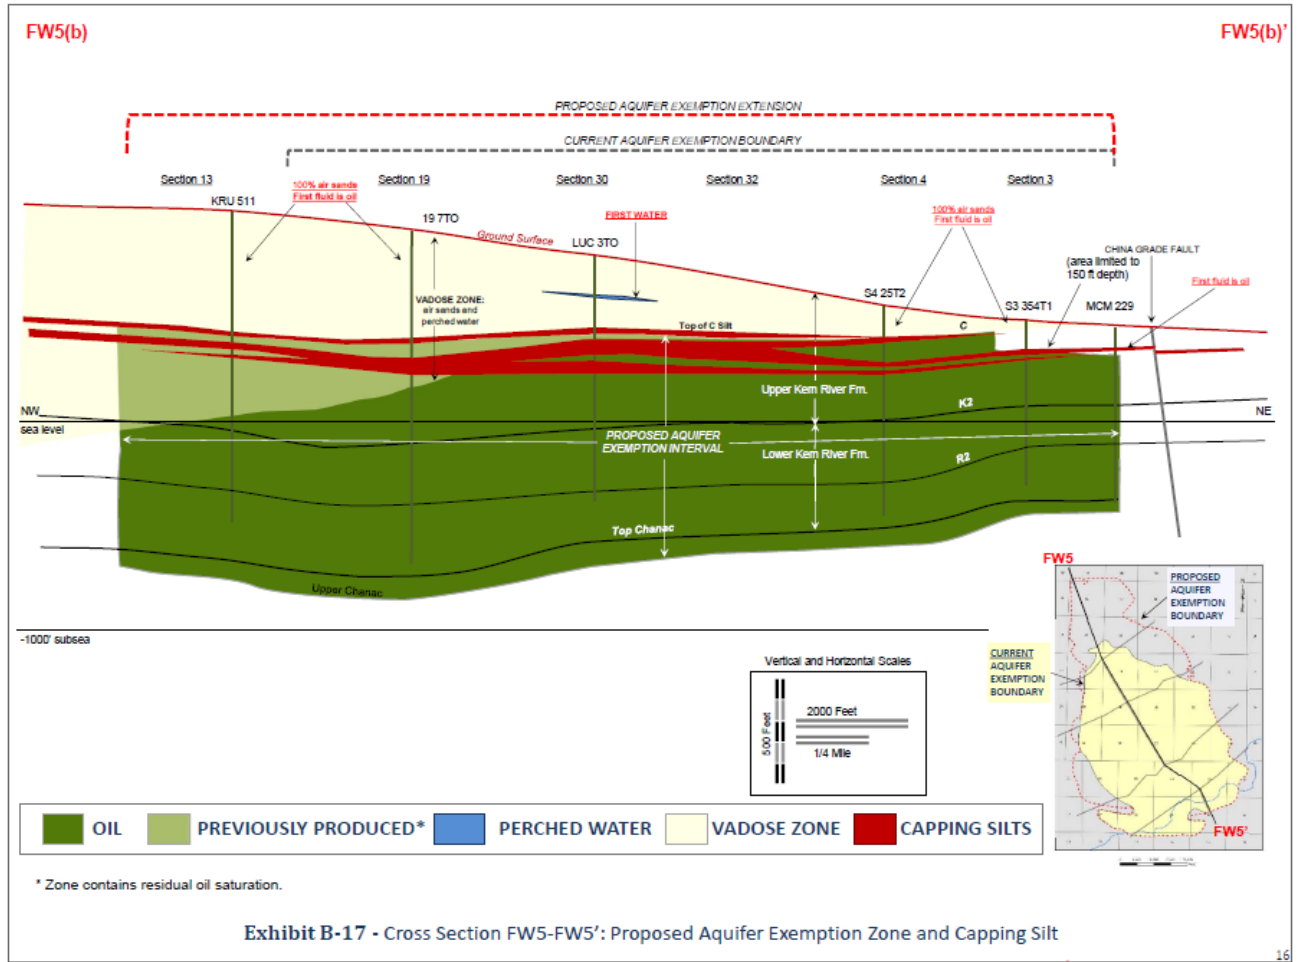 FW5(b)
FW5(b)'
PROPOSED AQUIFER EXEMPTION EXTENSION
CURRENT AQUIFER EXEMPTION BOUNDARY
Section 13
Section 19
Section 30
Section 32
Section 4
Section 3
100% air sands
First fluid is oil
KRU 511
19 7TO
Ground Surface
LUC 3TO
FIRST WATER
100% air sands
First fluid is oil
CHINA GRADE FAULT
(area limited to
150 ft depth)
First fluid is oil
S4 25T2
S3 354T1
MCM 229
VADOSE ZONE:
air sands and
perched water
Top of C Silt
C
Upper Kern River Fm.
K2
NW
NE
sea level
PROPOSED AQUIFER
EXEMPTION INTERVAL
Lower Kern River Fm.
R2
Top Chanac
Upper Chanac
-1000' subsea
FW5
PROPOSED
AQUIFER
EXEMPTION
BOUNDARY
CURRENT
AQUIFER
EXEMPTION
BOUNDARY
FW5'
Vertical and Horizontal Scales
500 Feet
2000 Feet
1/4 Mile
OIL
PREVIOUSLY PRODUCED*
PERCHED WATER
VADOSE ZONE
CAPPING SILTS
* Zone contains residual oil saturation.
Exhibit B-17 - Cross Section FW5-FW5': Proposed Aquifer Exemption Zone and Capping Silt
16